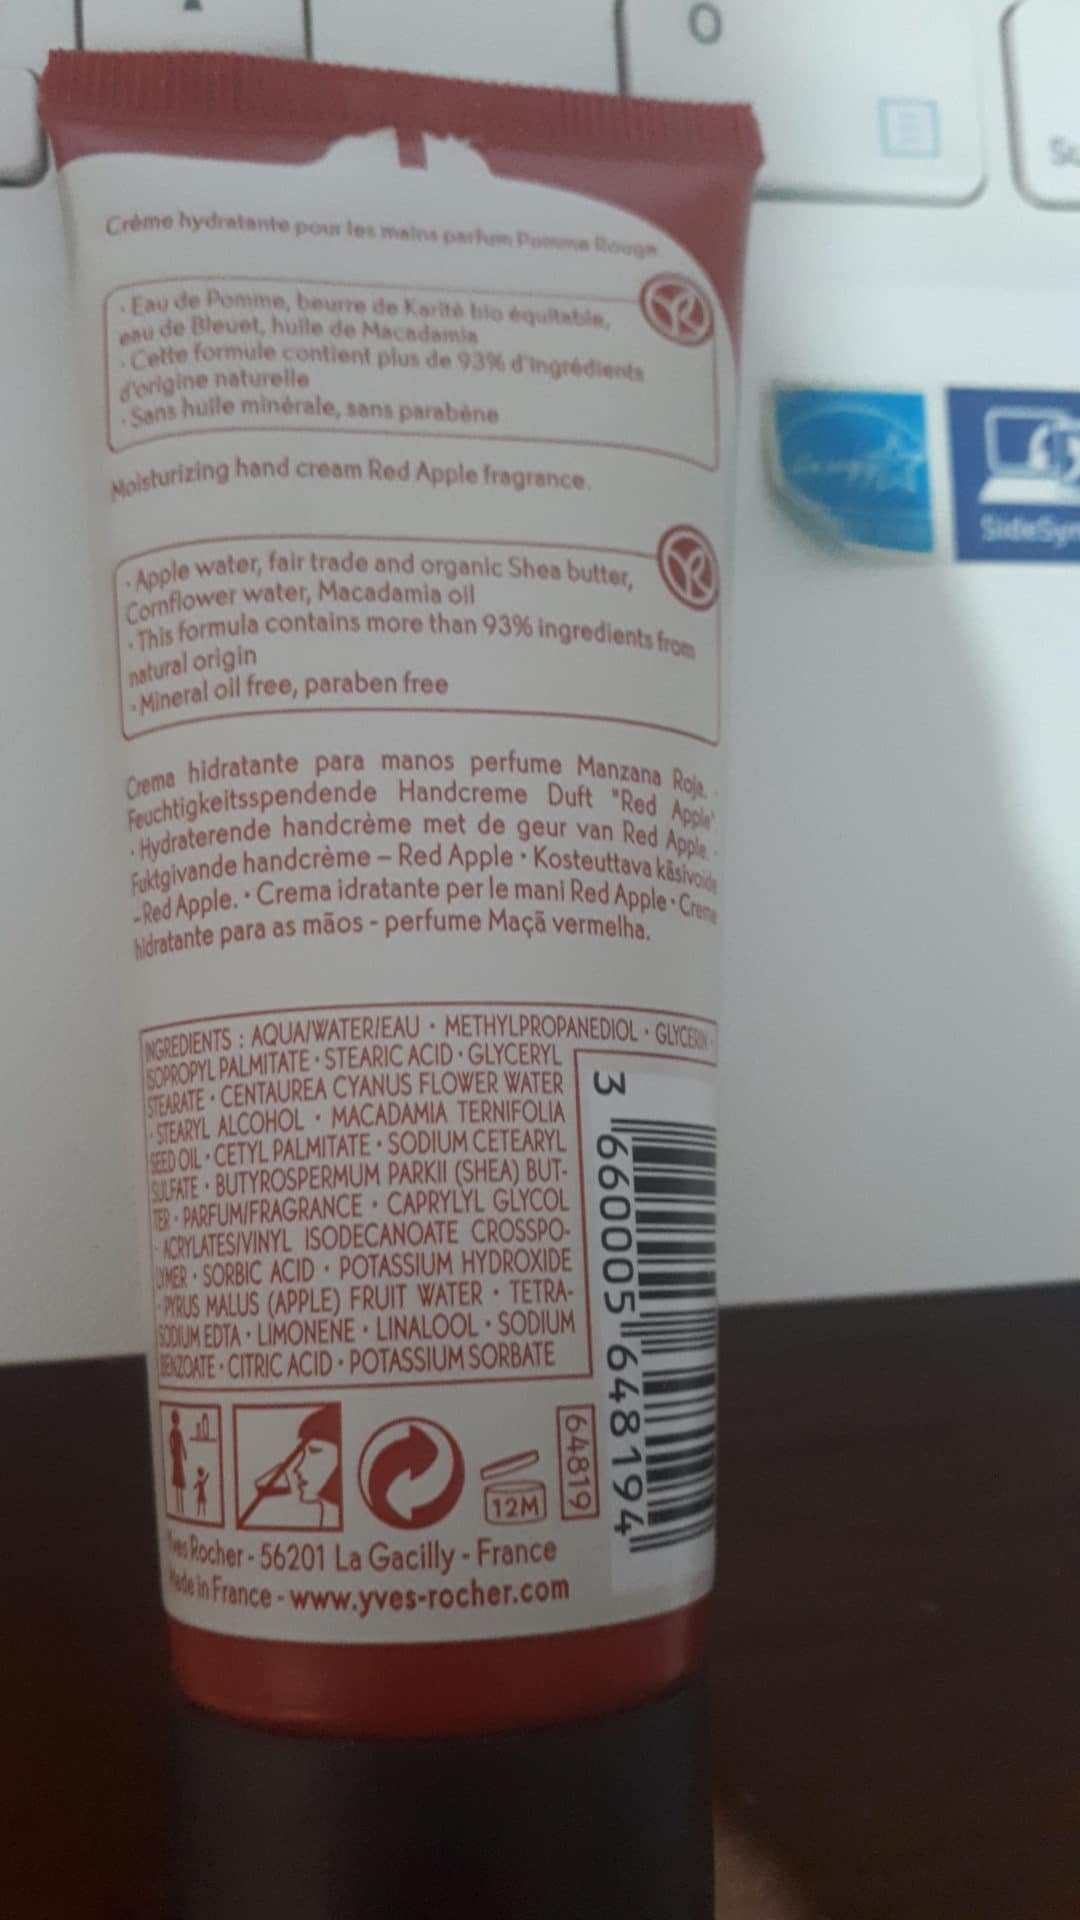 O
Crème hydratante pour les mains parfum Pomme Rouge
· Eau de Pomme, beurre de Karité bio équitable,
eau de Bleuet, huile de Macadamia
· Cette formule contient plus de 93% d'ingrédients
d'origine naturelle
· Sans huile minérale, sans parabène
Moisturizing hand cream Red Apple fragrance.
· Apple water, fair trade and organic Shea butter,
Cornflower water, Macadamia oil
· This formula contains more than 93% ingredients from
natural origin
· Mineral oil free, paraben free
Crema hidratante para manos perfume Manzana Roja. ·
Feuchtigkeitsspendende Handcreme Duft "Red Apple"
· Hydraterende handcrème met de geur van Red Apple. ·
Fuktgivande handcrème – Red Apple · Kosteuttava käsivoide
-Red Apple. · Crema idratante per le mani Red Apple · Creme
hidratante para as mãos - perfume Maçã vermelha.
INGREDIENTS : AQUA/WATER/EAU · METHYLPROPANEDIOL · GLYCERIN ·
ISOPROPYL PALMITATE · STEARIC ACID · GLYCERYL
STEARATE · CENTAUREA CYANUS FLOWER WATER
· STEARYL ALCOHOL · MACADAMIA TERNIFOLIA
SEED OIL · CETYL PALMITATE · SODIUM CETEARYL
SULFATE · BUTYROSPERMUM PARKII (SHEA) BUT-
TER · PARFUM/FRAGRANCE · CAPRYLYL GLYCOL
· ACRYLATES/VINYL ISODECANOATE CROSSPO-
LYMER · SORBIC ACID · POTASSIUM HYDROXIDE
· PYRUS MALUS (APPLE) FRUIT WATER · TETRA-
SODIUM EDTA · LIMONENE · LINALOOL · SODIUM
BENZOATE · CITRIC ACID · POTASSIUM SORBATE
3 660005 648194
64819
12M
Yves Rocher - 56201 La Gacilly - France
Made in France - www.yves-rocher.com
SideSyn